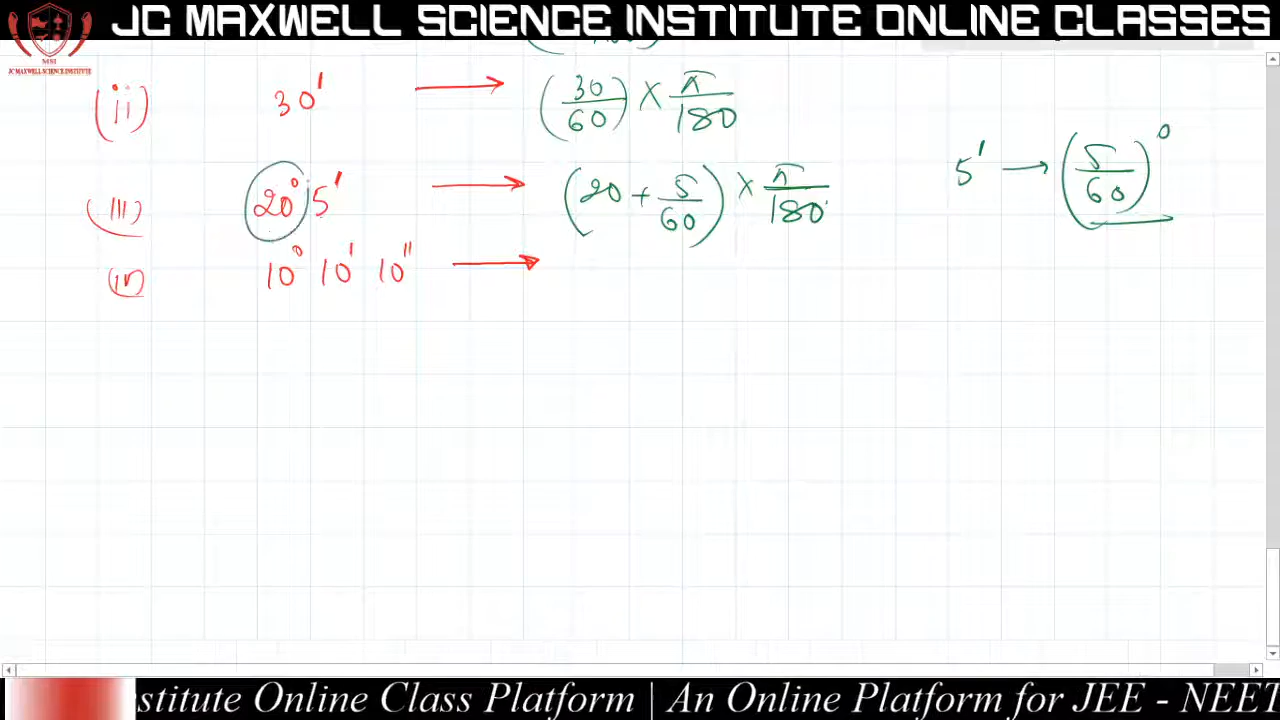 JC MAXWELL SCIENCE INSTITUTE ONLINE CLASSES
MSI
JC MAXWELL SCIENCE INSTITUTE
(ii) 30' → (30/60) × π/180
(III) 20° 5' → (20 + 5/60) × π/180
5' → (5/60)°
(iv) 10° 10' 10" →
stitute Online Class Platform | An Online Platform for JEE - NEET